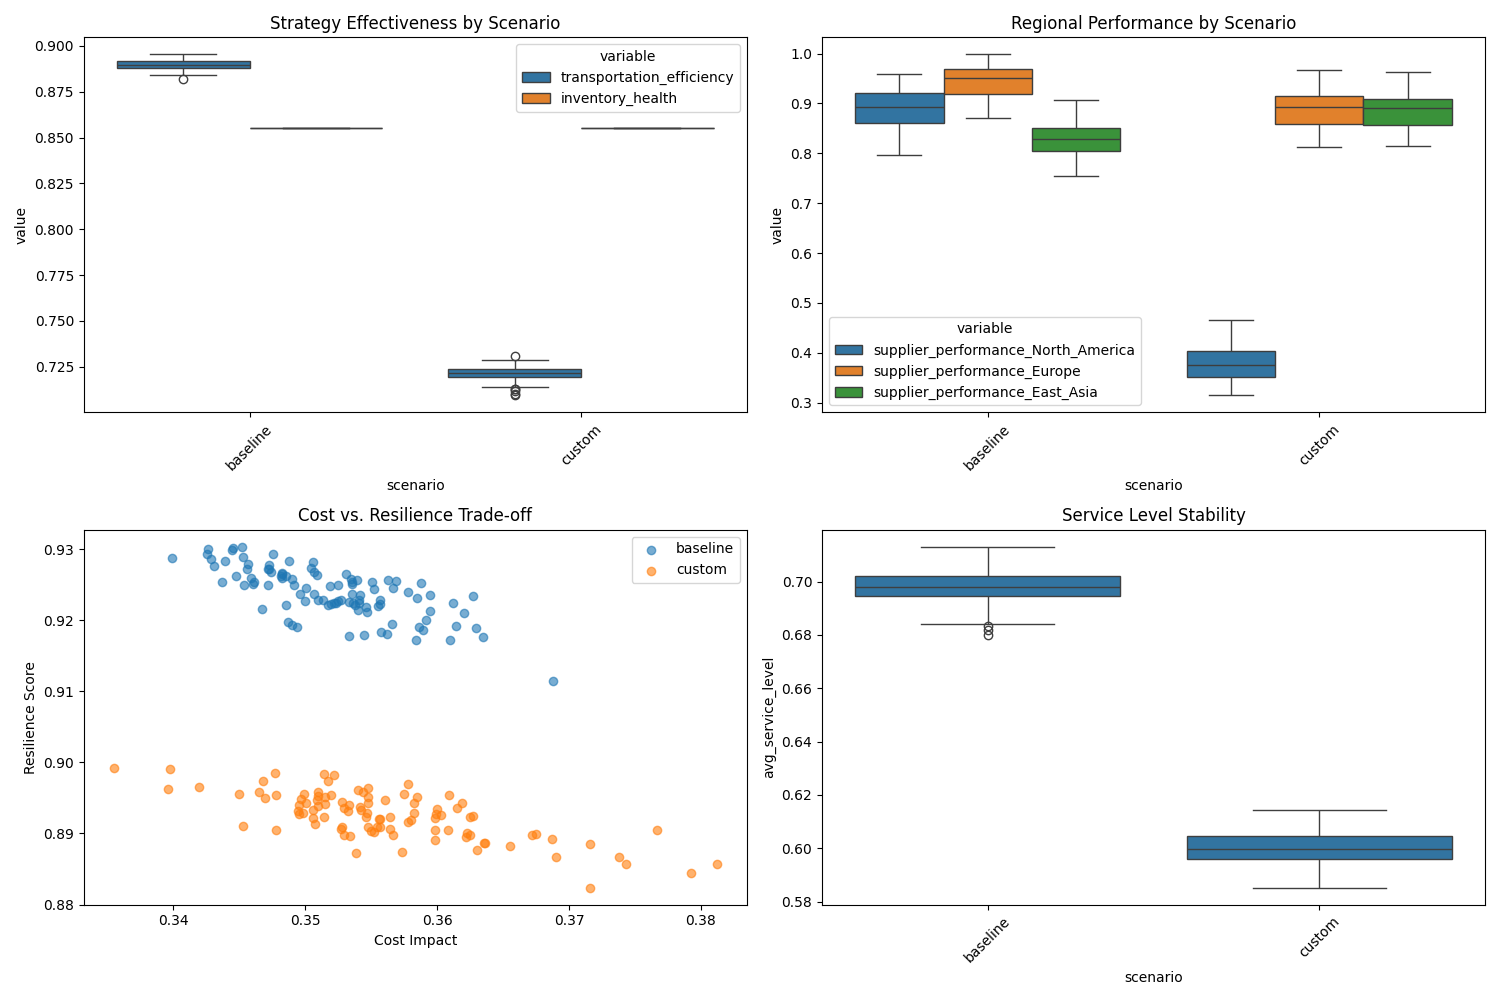 Strategy Effectiveness by Scenario
value
0.900
0.875
0.850
0.825
0.800
0.775
0.750
0.725
variable
transportation_efficiency
inventory_health
baseline
custom
scenario
Regional Performance by Scenario
value
1.0
0.9
0.8
0.7
0.6
0.5
0.4
0.3
variable
supplier_performance_North_America
supplier_performance_Europe
supplier_performance_East_Asia
baseline
custom
scenario
Cost vs. Resilience Trade-off
Resilience Score
0.93
0.92
0.91
0.90
0.89
0.88
baseline
custom
0.34
0.35
0.36
0.37
0.38
Cost Impact
Service Level Stability
avg_service_level
0.70
0.68
0.66
0.64
0.62
0.60
0.58
baseline
custom
scenario